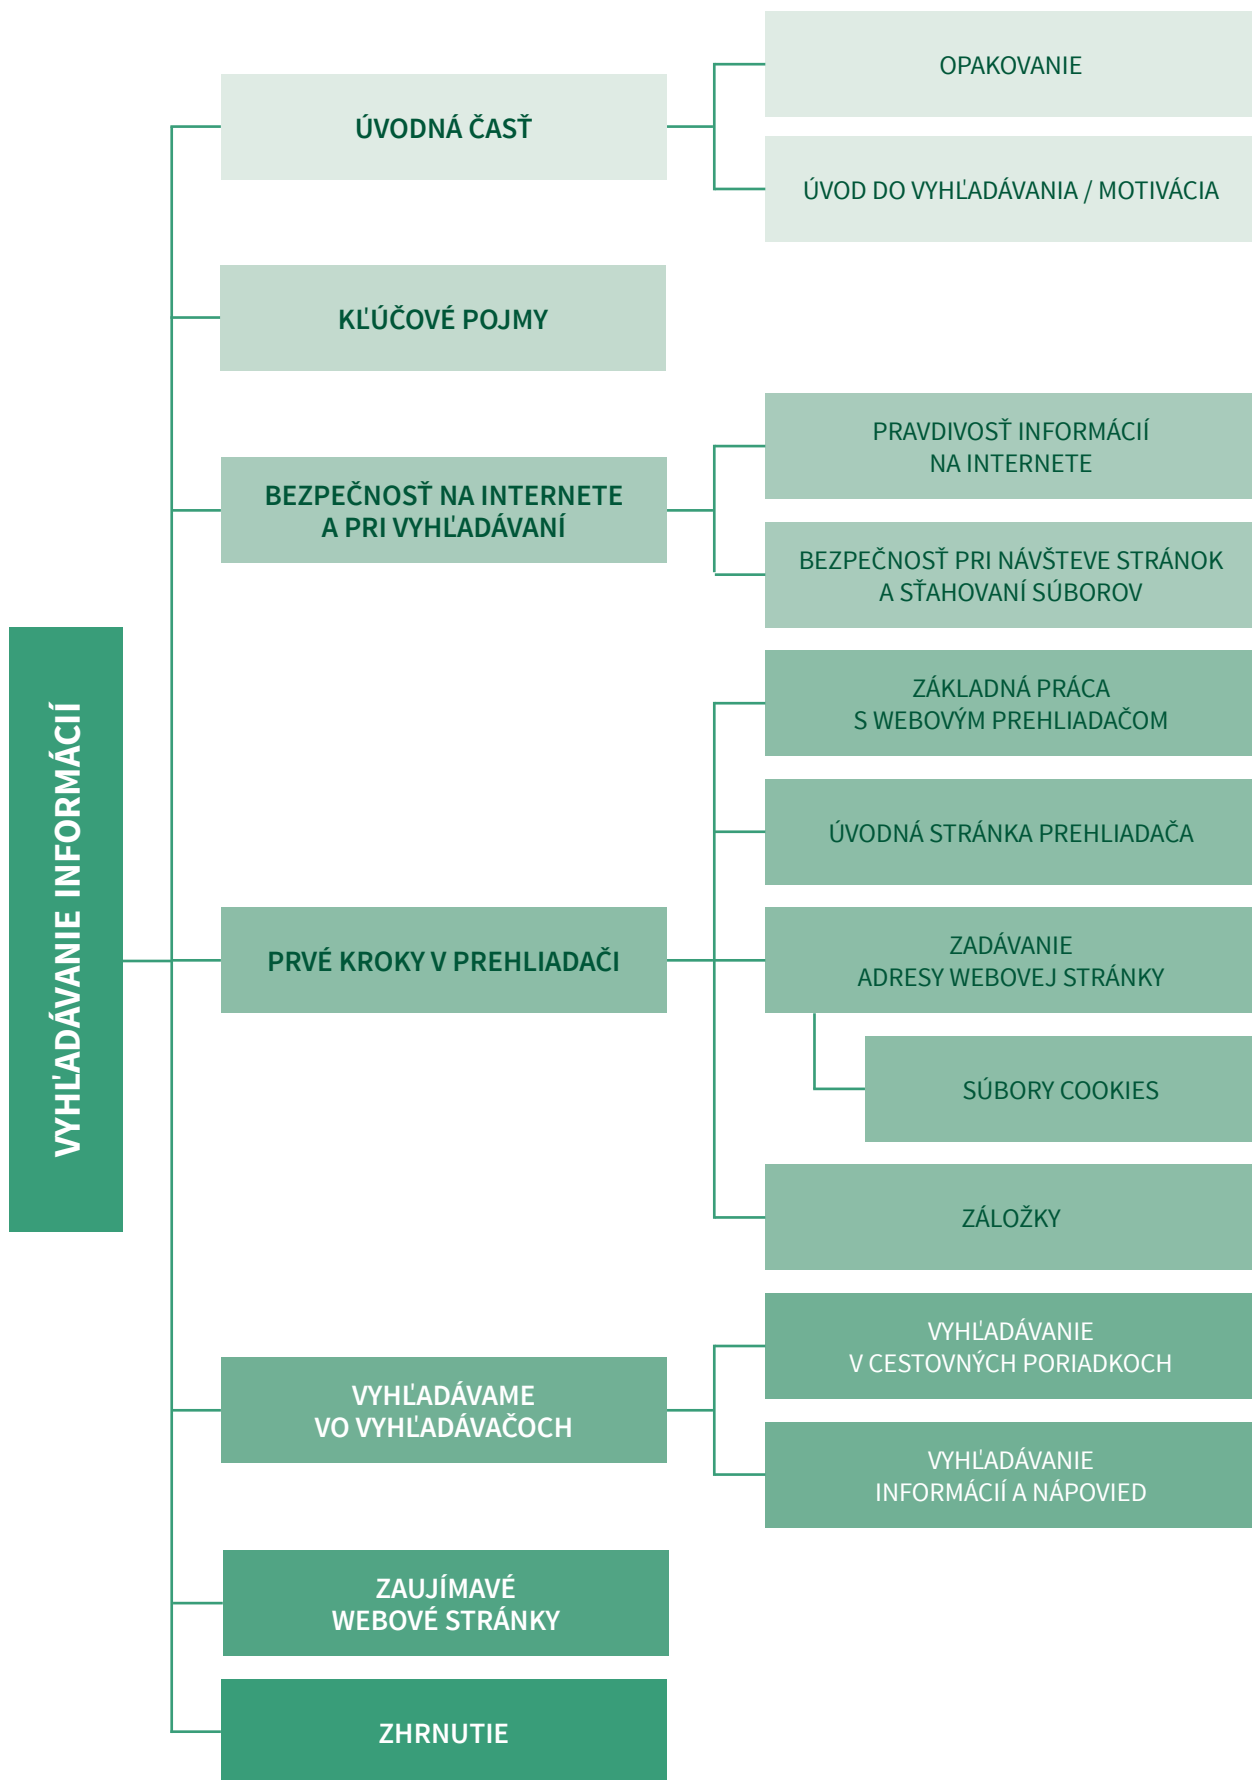 VYHĽADÁVANIE INFORMÁCIÍ
ÚVODNÁ ČASŤ
OPAKOVANIE
ÚVOD DO VYHĽADÁVANIA / MOTIVÁCIA
KĽÚČOVÉ POJMY
BEZPEČNOSŤ NA INTERNETE
A PRI VYHĽADÁVANÍ
PRAVDIVOSŤ INFORMÁCIÍ
NA INTERNETE
BEZPEČNOSŤ PRI NÁVŠTEVE STRÁNOK
A SŤAHOVANÍ SÚBOROV
PRVÉ KROKY V PREHLIADAČI
ZÁKLADNÁ PRÁCA
S WEBOVÝM PREHLIADAČOM
ÚVODNÁ STRÁNKA PREHLIADAČA
ZADÁVANIE
ADRESY WEBOVEJ STRÁNKY
SÚBORY COOKIES
ZÁLOŽKY
VYHĽADÁVAME
VO VYHĽADÁVAČOCH
VYHĽADÁVANIE
V CESTOVNÝCH PORIADKOCH
VYHĽADÁVANIE
INFORMÁCIÍ A NÁPOVIED
ZAUJÍMAVÉ
WEBOVÉ STRÁNKY
ZHRNUTIE